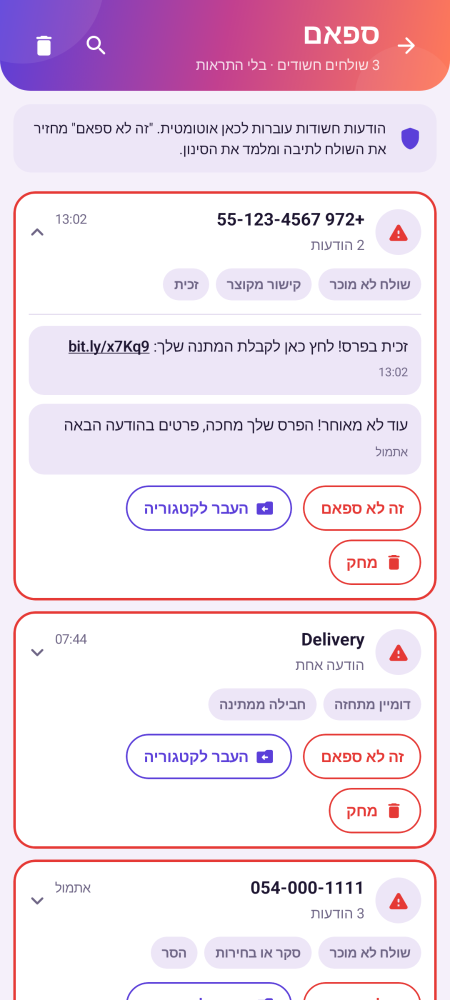 ספאם
3 שולחים חשודים · בלי התראות
הודעות חשודות עוברות לכאן אוטומטית. "זה לא ספאם" מחזיר
את השולח לתיבה ומלמד את הסינון.
+972 55-123-4567
13:02
2 הודעות
שולח לא מוכר
קישור מקוצר
זכית
זכית בפרס! לחץ כאן לקבלת המתנה שלך: bit.ly/x7Kq9
13:02
עוד לא מאוחר! הפרס שלך מחכה, פרטים בהודעה הבאה
אתמול
זה לא ספאם
העבר לקטגוריה
מחק
Delivery
07:44
הודעה אחת
דומיין מתחזה
חבילה ממתינה
זה לא ספאם
העבר לקטגוריה
מחק
054-000-1111
אתמול
3 הודעות
שולח לא מוכר
סקר או בחירות
הסר